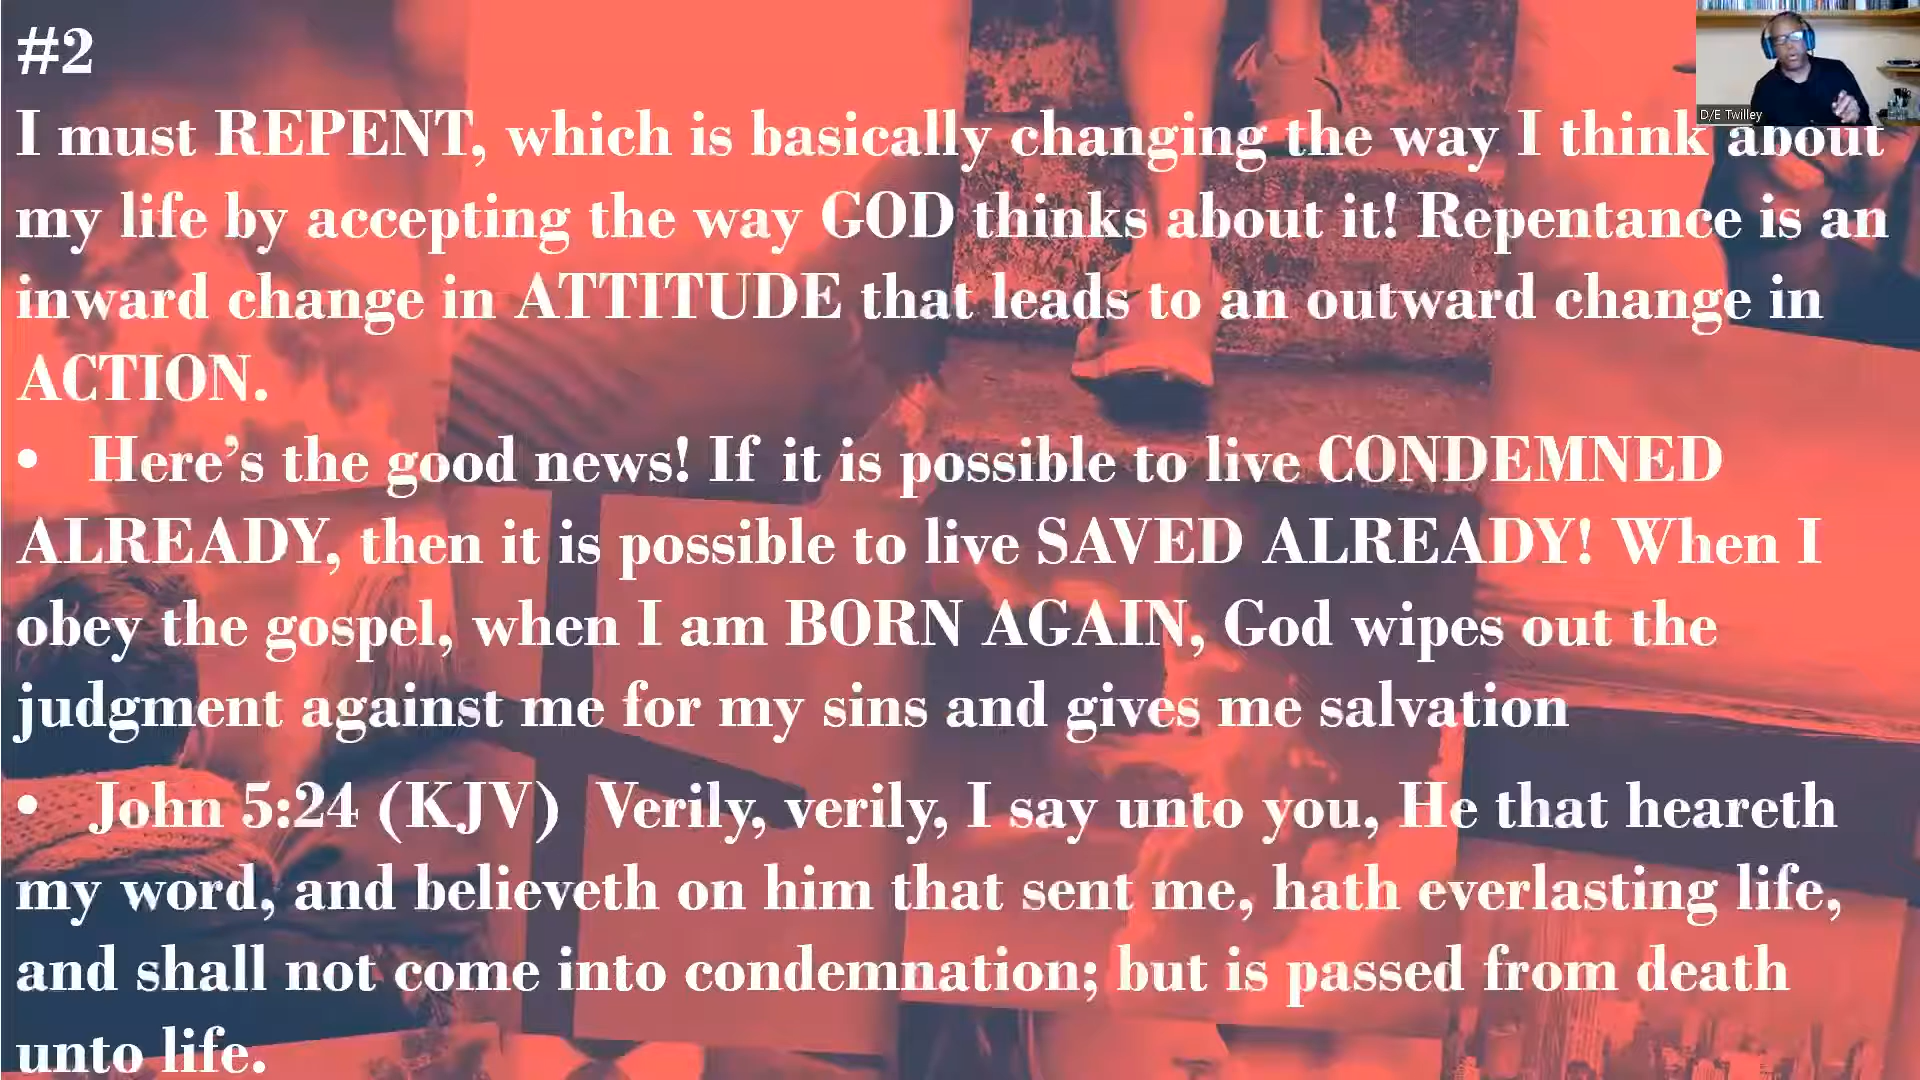 #2
D/E Twilley
I must REPENT, which is basically changing the way I think about
my life by accepting the way GOD thinks about it! Repentance is an
inward change in ATTITUDE that leads to an outward change in
ACTION.
• Here’s the good news! If it is possible to live CONDEMNED
ALREADY, then it is possible to live SAVED ALREADY! When I
obey the gospel, when I am BORN AGAIN, God wipes out the
judgment against me for my sins and gives me salvation
• John 5:24 (KJV) Verily, verily, I say unto you, He that heareth
my word, and believeth on him that sent me, hath everlasting life,
and shall not come into condemnation; but is passed from death
unto life.